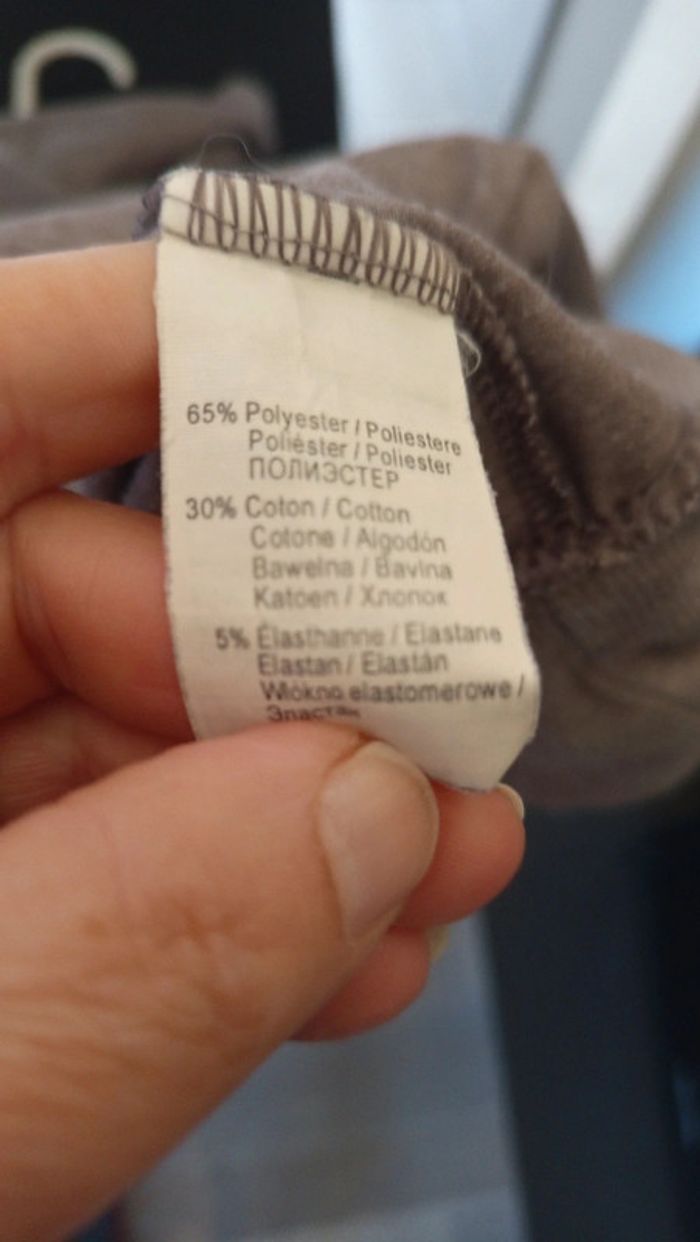 65% Polyester / Poliestere
Poliéster / Poliester
ПОЛИЭСТЕР
30% Coton / Cotton
Cotone / Algodón
Bawełna / Bavlna
Katoen / Хлопок
5% Élasthanne / Elastane
Elastan / Elastán
Włókno elastomerowe /
Эластан